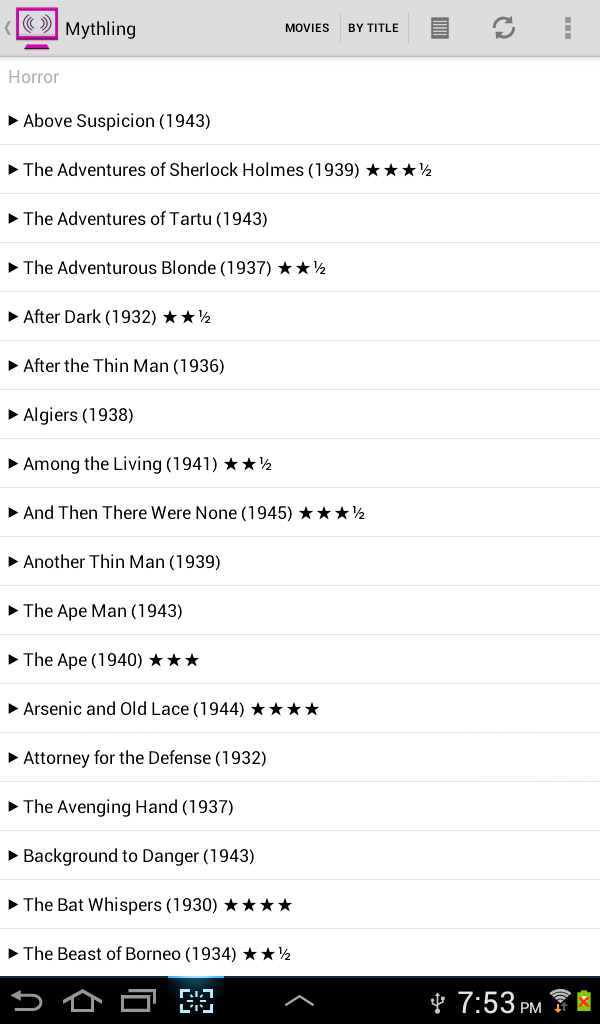 Mythling
MOVIES
BY TITLE
Horror
Above Suspicion (1943)
The Adventures of Sherlock Holmes (1939) ★★★½
The Adventures of Tartu (1943)
The Adventurous Blonde (1937) ★★½
After Dark (1932) ★★½
After the Thin Man (1936)
Algiers (1938)
Among the Living (1941) ★★½
And Then There Were None (1945) ★★★½
Another Thin Man (1939)
The Ape Man (1943)
The Ape (1940) ★★★
Arsenic and Old Lace (1944) ★★★★
Attorney for the Defense (1932)
The Avenging Hand (1937)
Background to Danger (1943)
The Bat Whispers (1930) ★★★★
The Beast of Borneo (1934) ★★½
7:53 PM